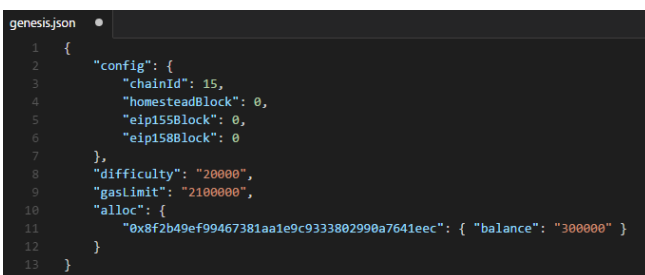 genesis.json ●
1 {
2     "config": {
3         "chainId": 15,
4         "homesteadBlock": 0,
5         "eip155Block": 0,
6         "eip158Block": 0
7     },
8     "difficulty": "20000",
9     "gasLimit": "2100000",
10     "alloc": {
11         "0x8f2b49ef99467381aa1e9c9333802990a7641eec": { "balance": "300000" }
12     }
13 }